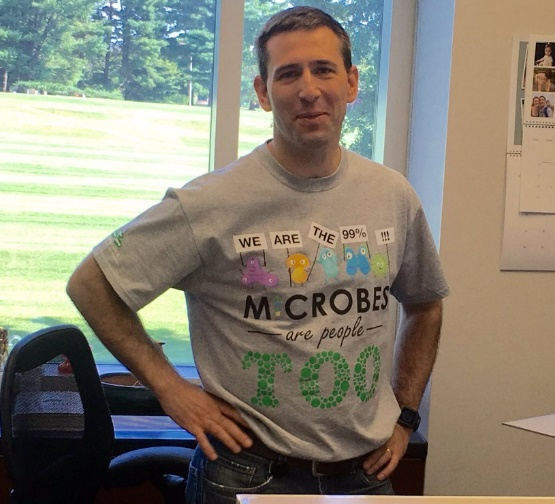 WE ARE THE 99% !!!
MICROBES
are people
TOO